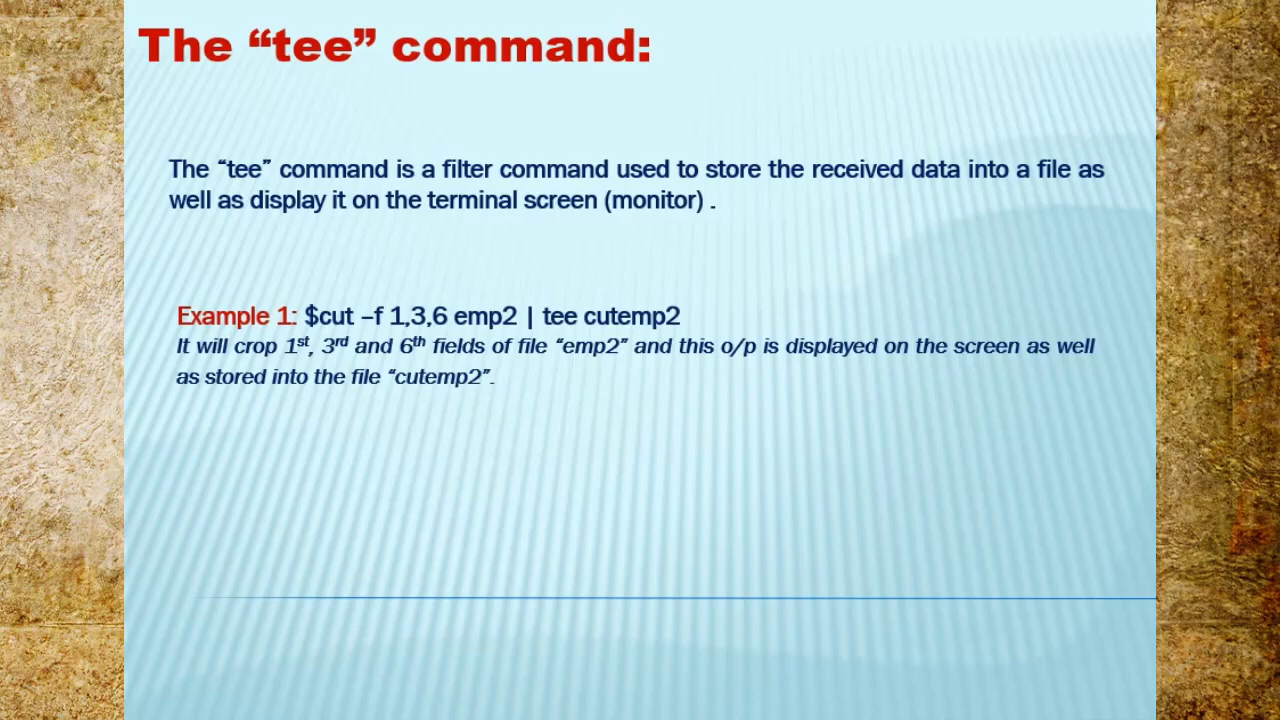 The “tee” command:
The “tee” command is a filter command used to store the received data into a file as
well as display it on the terminal screen (monitor) .
Example 1: $cut –f 1,3,6 emp2 | tee cutemp2
It will crop 1st, 3rd and 6th fields of file “emp2” and this o/p is displayed on the screen as well
as stored into the file “cutemp2”.